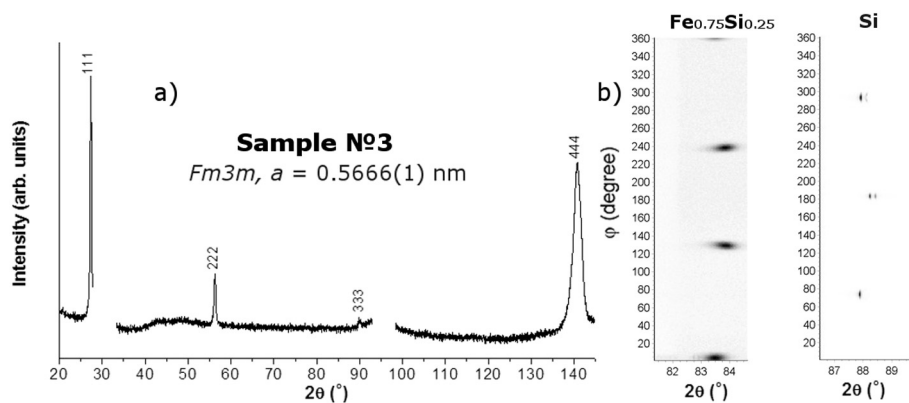 a)
Sample №3
Fm3m, a = 0.5666(1) nm
111
222
333
444
Intensity (arb. units)
20 30 40 50 60 70 80 90 100 110 120 130 140
2θ (°)
b)
Fe0.75Si0.25
φ (degree)
360
340
320
300
280
260
240
220
200
180
160
140
120
100
80
60
40
20
82 83 84
2θ (°)
Si
360
340
320
300
280
260
240
220
200
180
160
140
120
100
80
60
40
20
87 88 89
2θ (°)